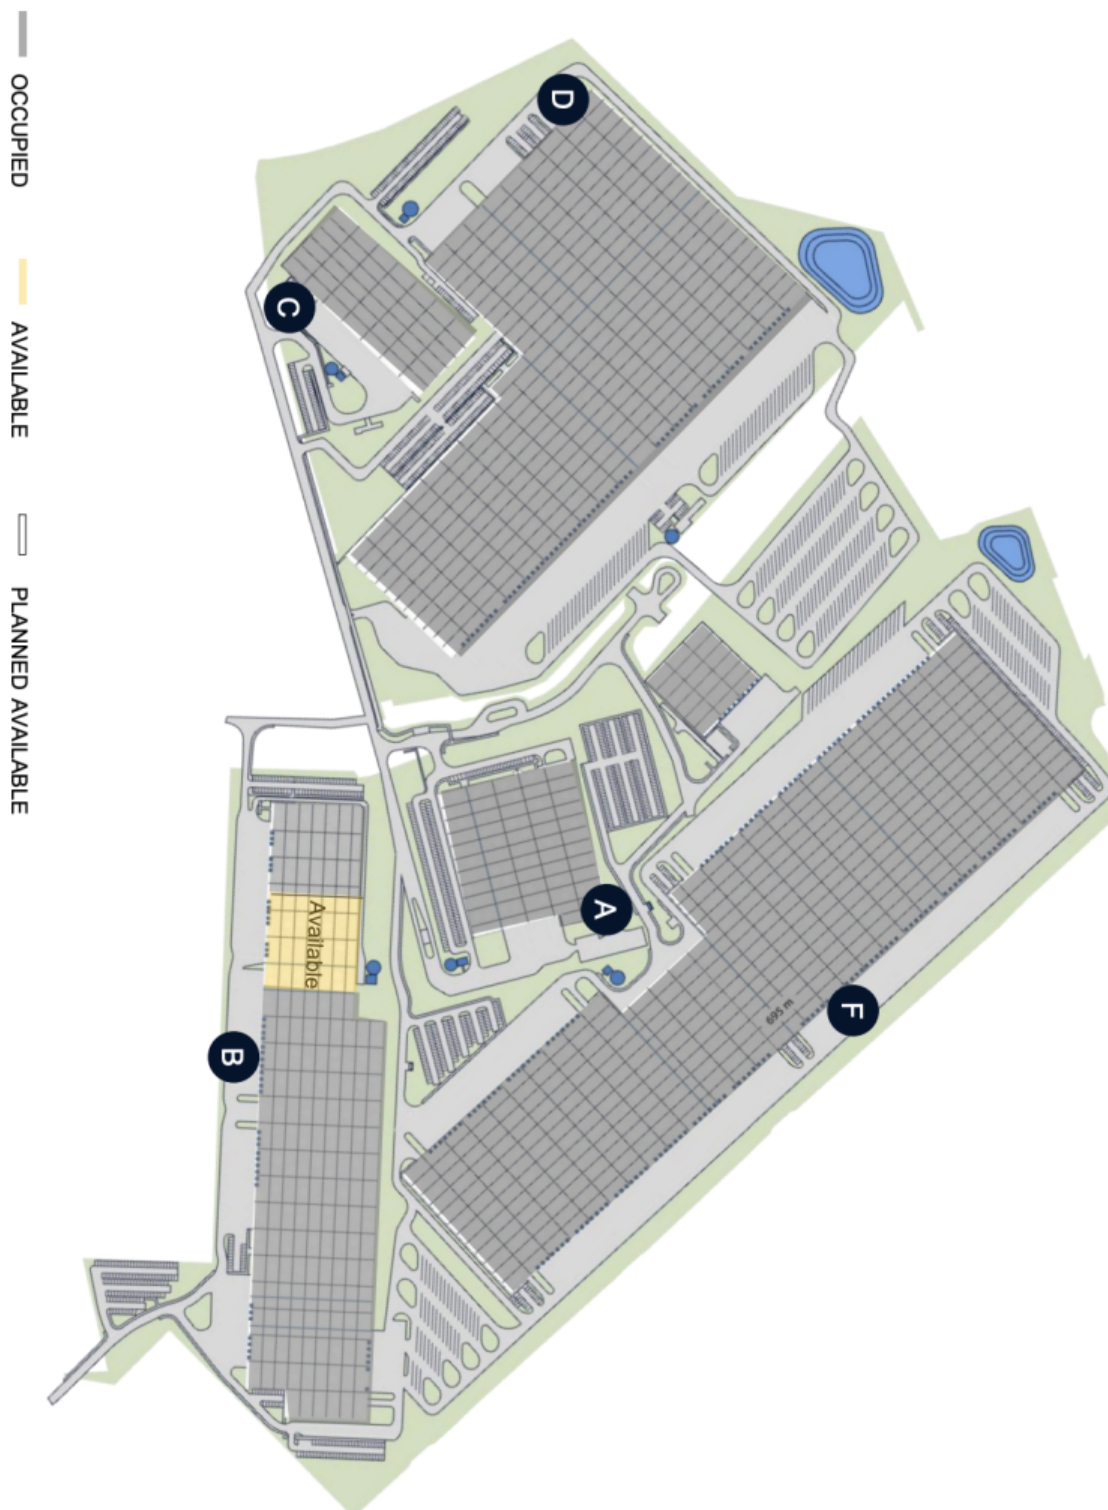 OCCUPIED
AVAILABLE
PLANNED AVAILABLE
D
C
A
F
695 m
Available
B